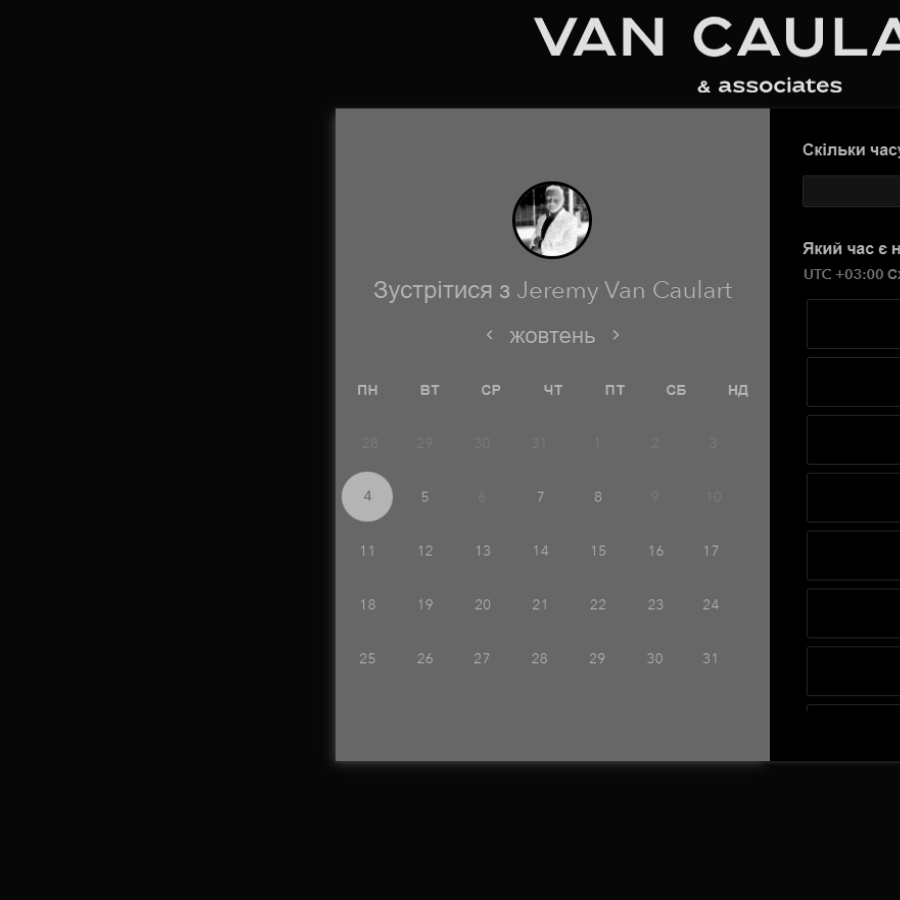 VAN CAULA
& associates
Зустрітися з Jeremy Van Caulart
< жовтень >
ПН ВТ СР ЧТ ПТ СБ НД
28 29 30 31 1 2 3
4 5 6 7 8 9 10
11 12 13 14 15 16 17
18 19 20 21 22 23 24
25 26 27 28 29 30 31
Скільки час
Який час є н
UTC +03:00 С